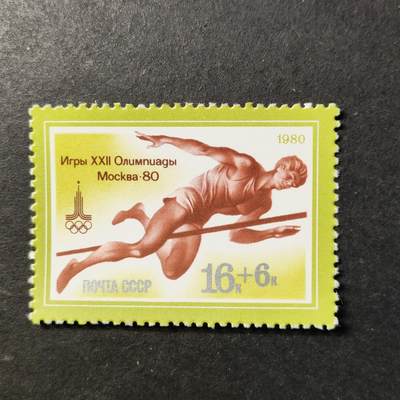 1980
Игры XXII Олимпиады
Москва·80
ПОЧТА СССР
16к+6к